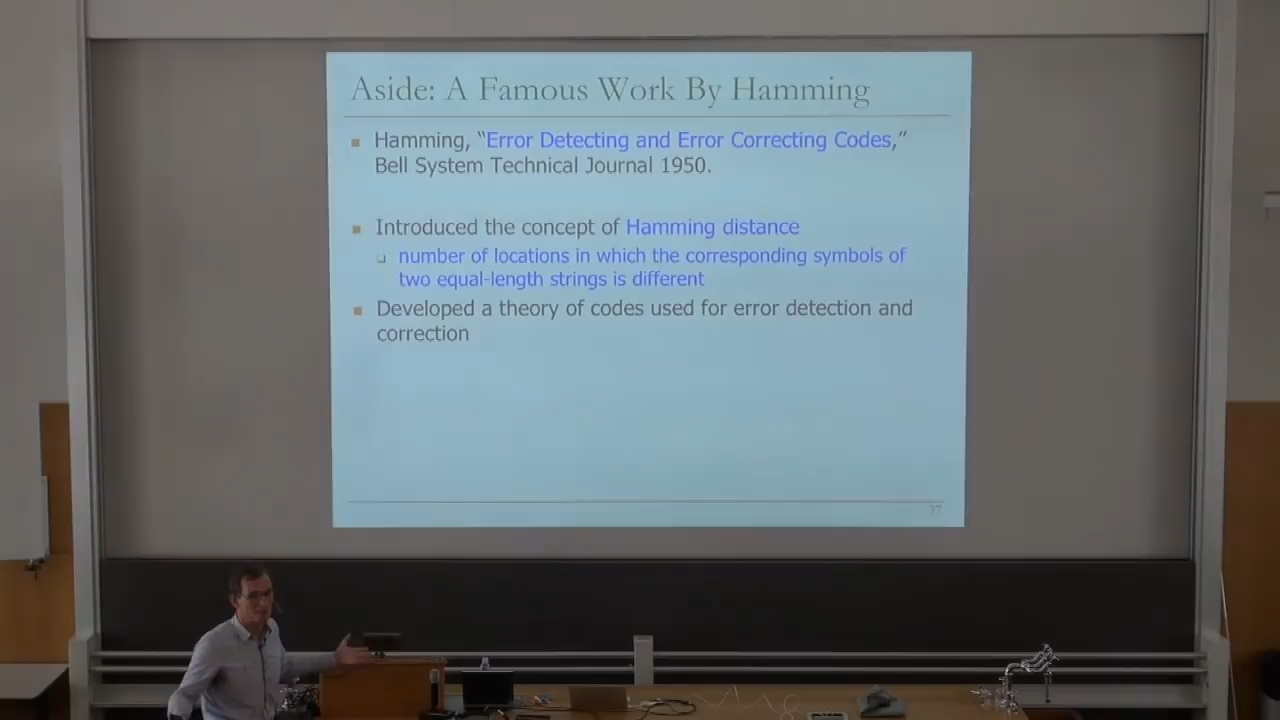 Aside: A Famous Work By Hamming
Hamming, “Error Detecting and Error Correcting Codes,”
Bell System Technical Journal 1950.
Introduced the concept of Hamming distance
number of locations in which the corresponding symbols of
two equal-length strings is different
Developed a theory of codes used for error detection and
correction
37